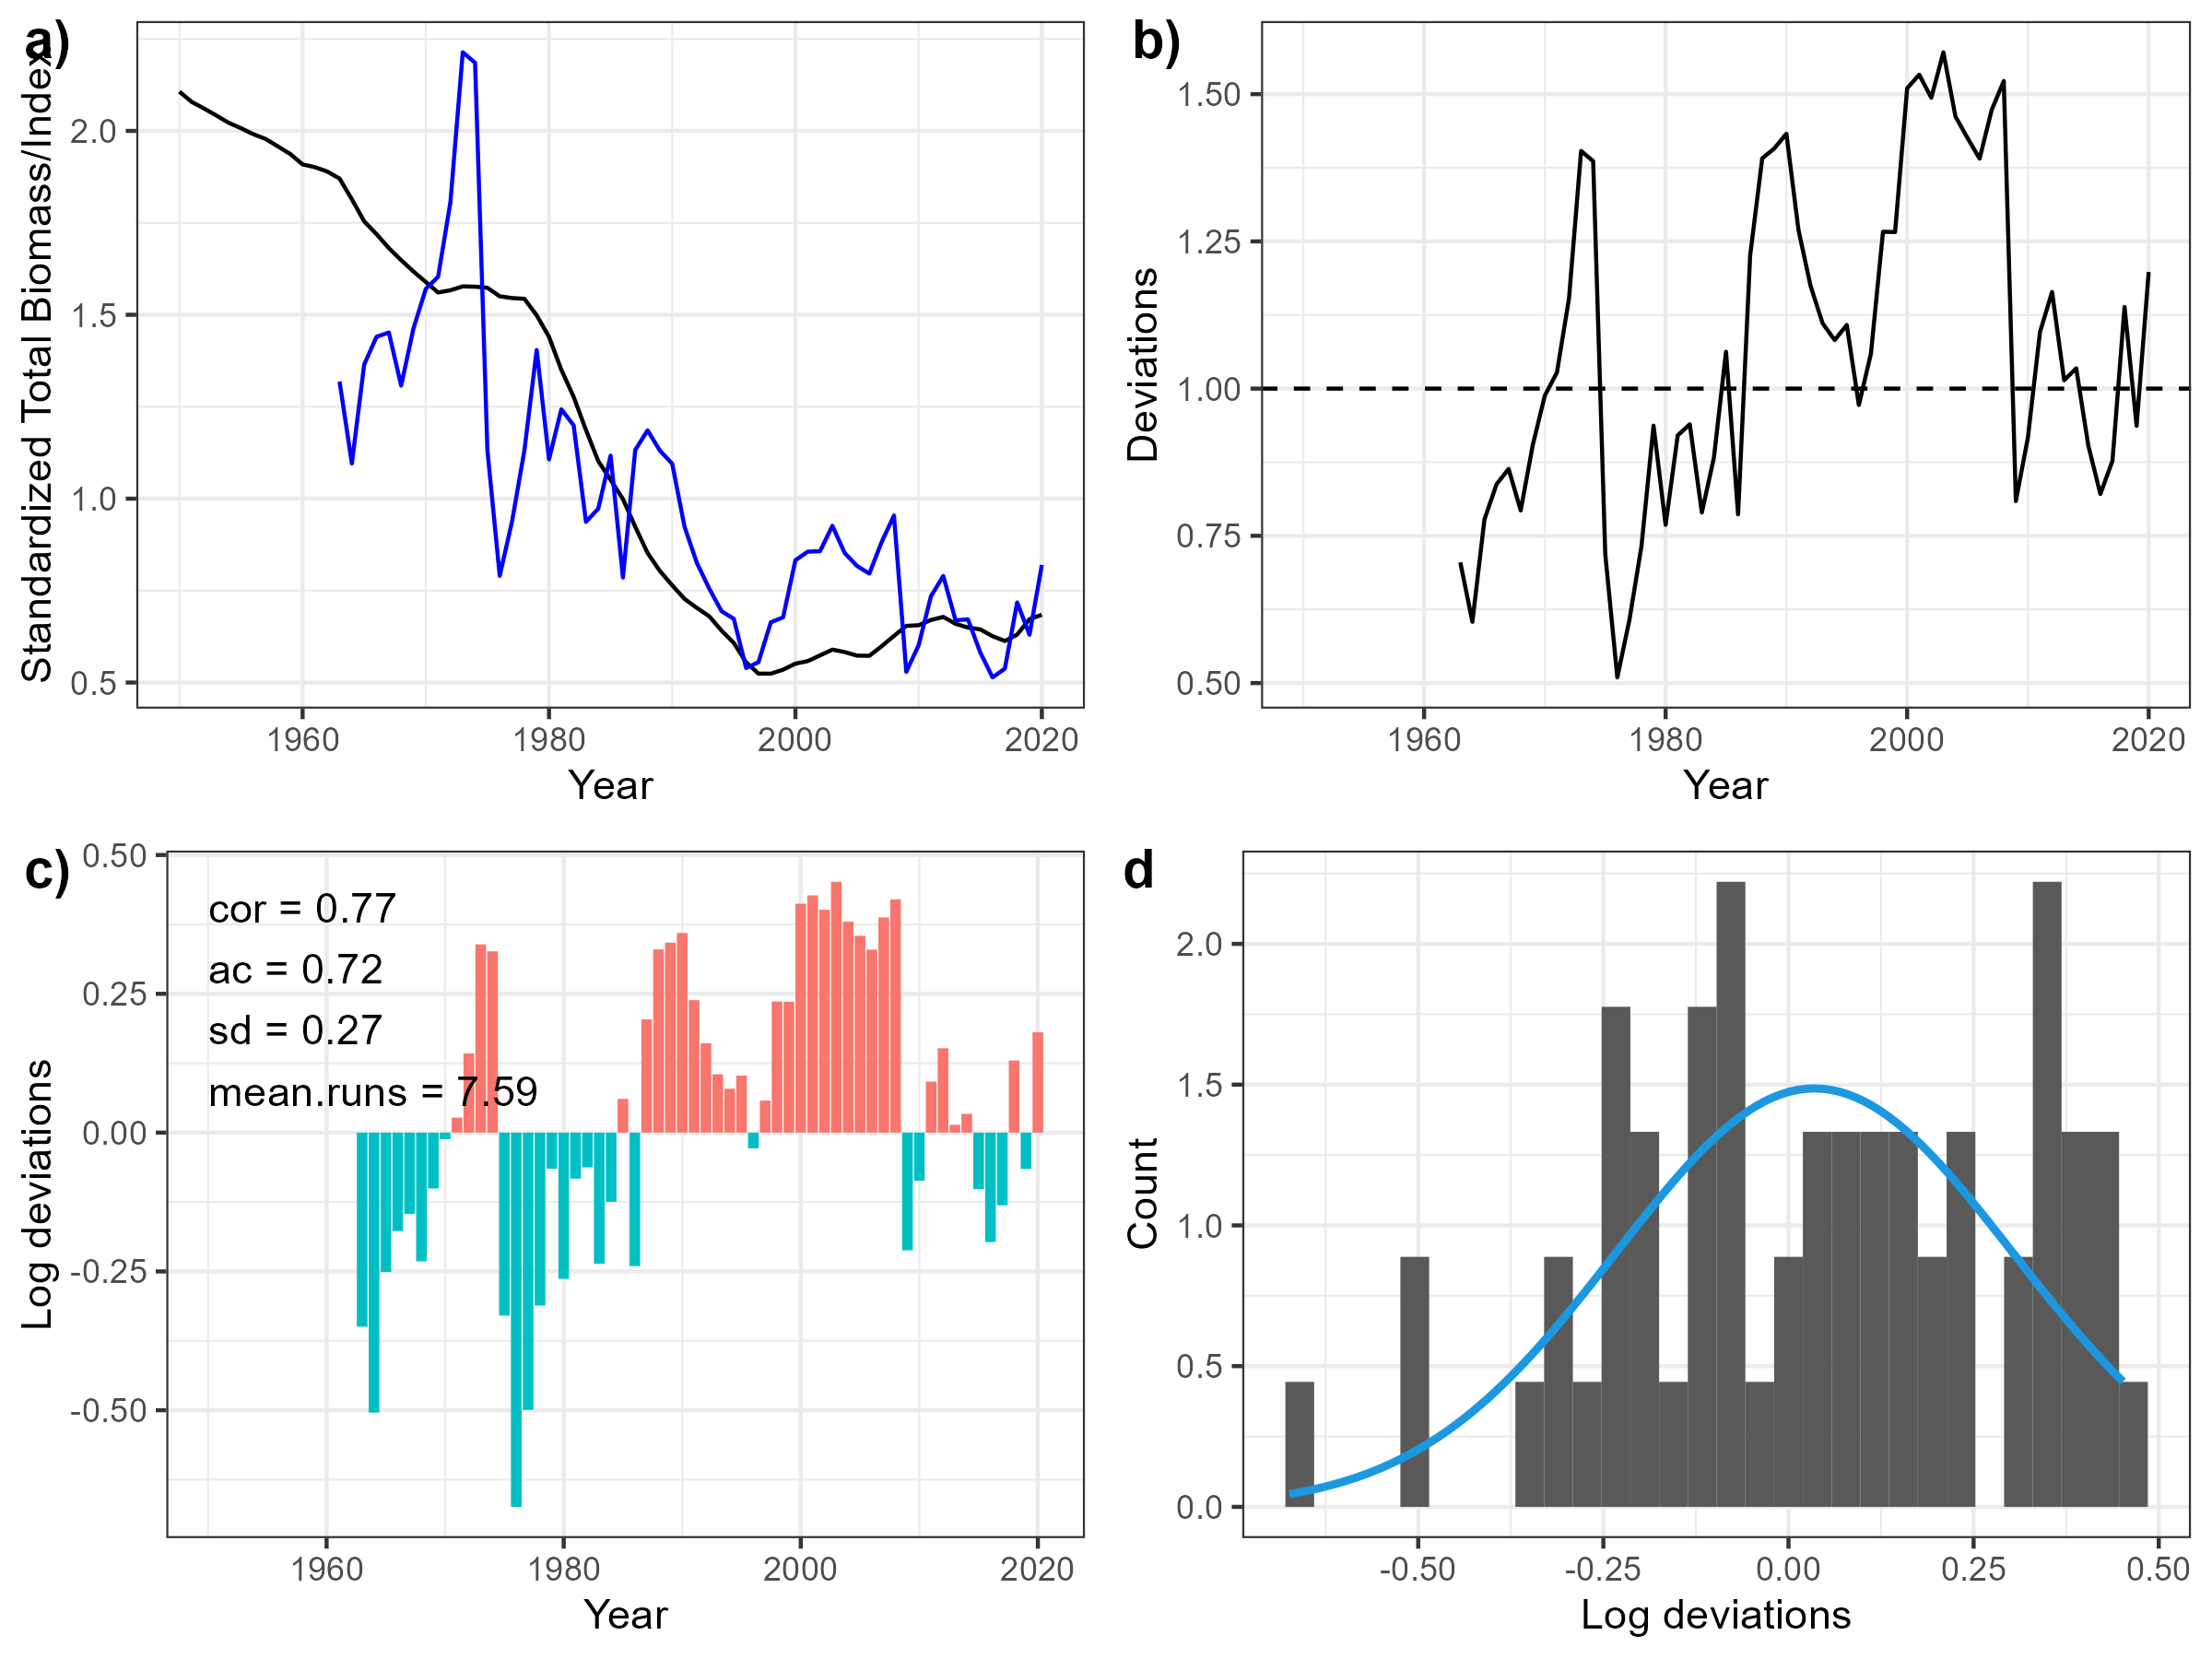 a)
Standardized Total Biomass/Index
2.0
1.5
1.0
0.5
1960 1980 2000 2020
Year
b)
Deviations
1.50
1.25
1.00
0.75
0.50
1960 1980 2000 2020
Year
c)
Log deviations
0.50
0.25
0.00
-0.25
-0.50
cor = 0.77
ac = 0.72
sd = 0.27
mean.runs = 7.59
1960 1980 2000 2020
Year
d
Count
2.0
1.5
1.0
0.5
0.0
-0.50 -0.25 0.00 0.25 0.50
Log deviations